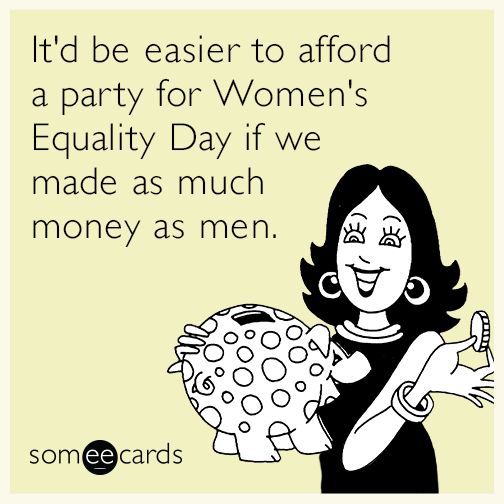 It'd be easier to afford
a party for Women's
Equality Day if we
made as much
money as men.
someecards